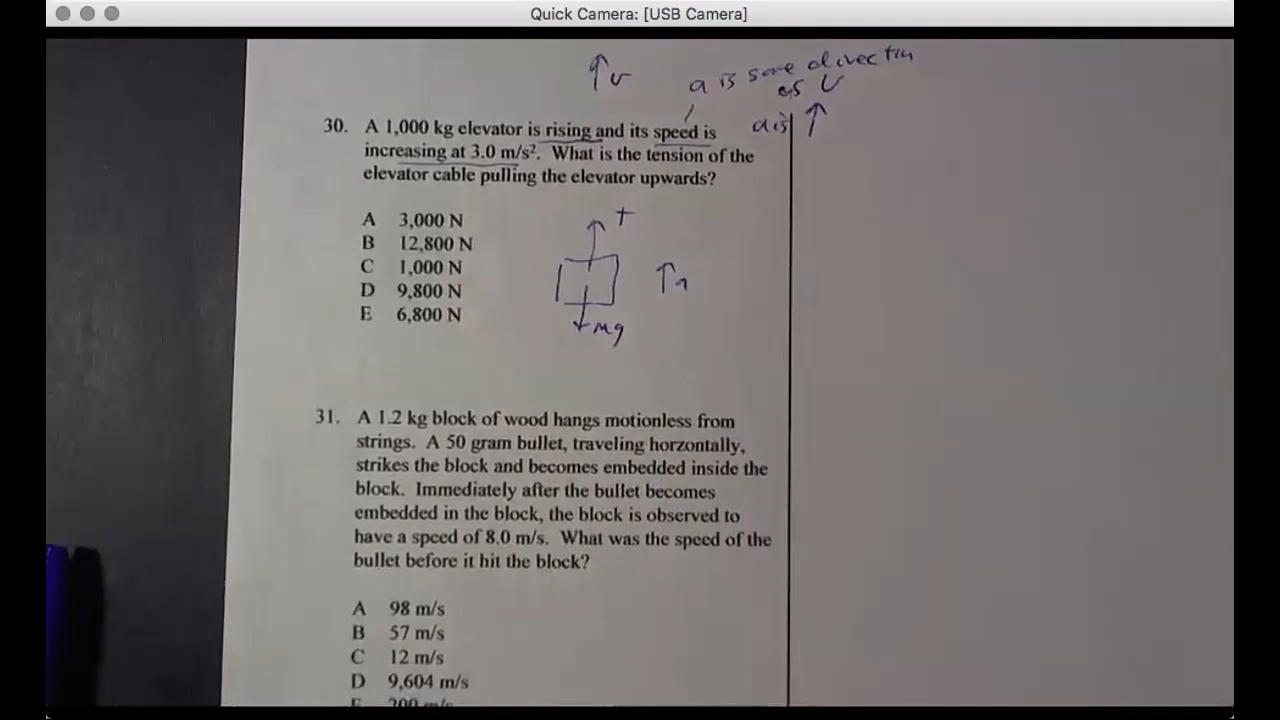 Quick Camera: [USB Camera]
↑v
a is same direction
as v
a is ↑
30. A 1,000 kg elevator is rising and its speed is
increasing at 3.0 m/s². What is the tension of the
elevator cable pulling the elevator upwards?
A 3,000 N
B 12,800 N
C 1,000 N
D 9,800 N
E 6,800 N
T
↑a
mg
31. A 1.2 kg block of wood hangs motionless from
strings. A 50 gram bullet, traveling horzontally,
strikes the block and becomes embedded inside the
block. Immediately after the bullet becomes
embedded in the block, the block is observed to
have a speed of 8.0 m/s. What was the speed of the
bullet before it hit the block?
A 98 m/s
B 57 m/s
C 12 m/s
D 9,604 m/s
E 200 m/s